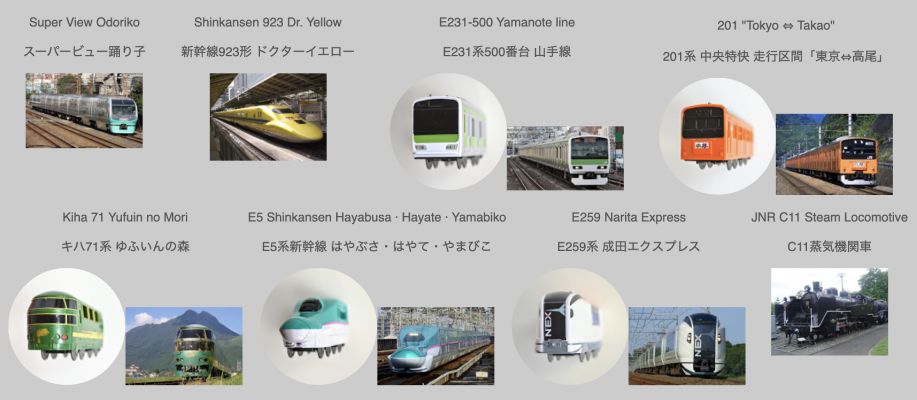 Super View Odoriko
スーパービュー踊り子
Shinkansen 923 Dr. Yellow
新幹線923形 ドクターイエロー
E231-500 Yamanote line
E231系500番台 山手線
201 "Tokyo ⇔ Takao"
201系 中央特快 走行区間「東京⇔高尾」
Kiha 71 Yufuin no Mori
キハ71系 ゆふいんの森
E5 Shinkansen Hayabusa · Hayate · Yamabiko
E5系新幹線 はやぶさ・はやて・やまびこ
E259 Narita Express
E259系 成田エクスプレス
NEX
NEX
JNR C11 Steam Locomotive
C11蒸気機関車